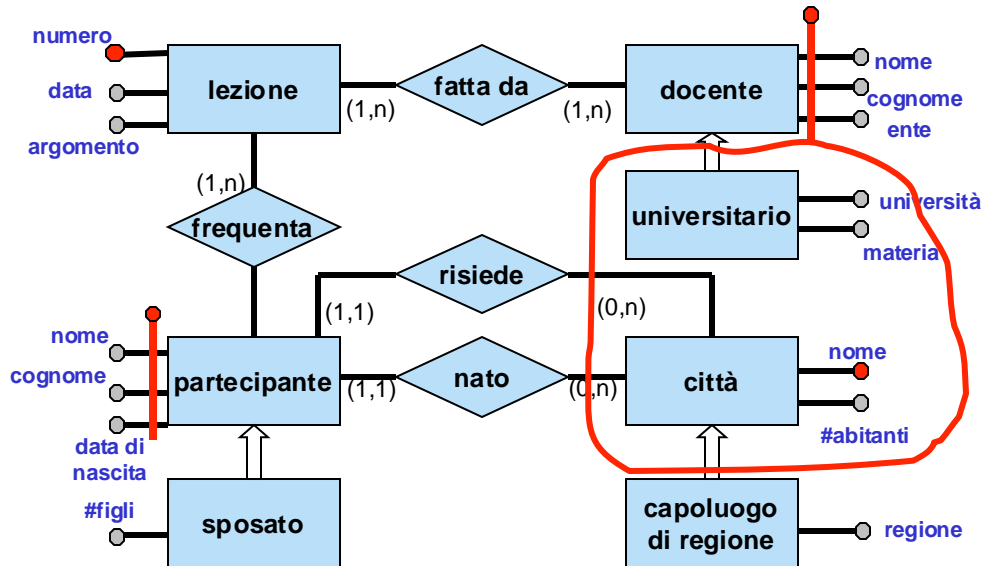 numero
data
argomento
lezione
(1,n)
fatta da
(1,n)
docente
nome
cognome
ente
(1,n)
frequenta
universitario
università
materia
risiede
(1,1)
(0,n)
nome
cognome
data di
nascita
partecipante
(1,1)
nato
(0,n)
città
nome
#abitanti
#figli
sposato
capoluogo
di regione
regione